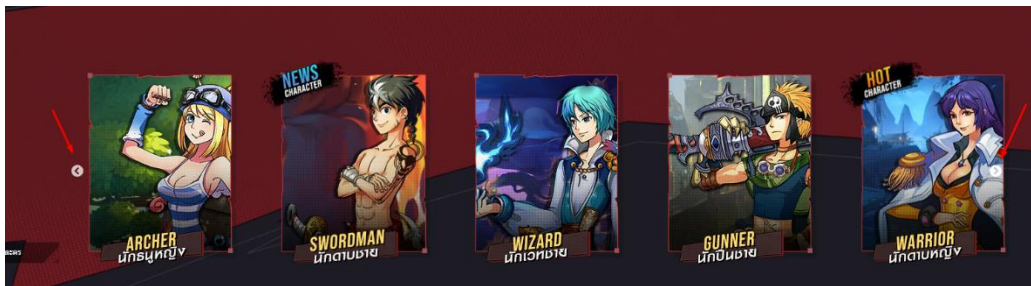 ARCHER
นักธนูหญิง
NEWS
CHARACTER
SWORDMAN
นักดาบชาย
WIZARD
นักเวทชาย
GUNNER
นักปืนชาย
HOT
CHARACTER
WARRIOR
นักดาบหญิง